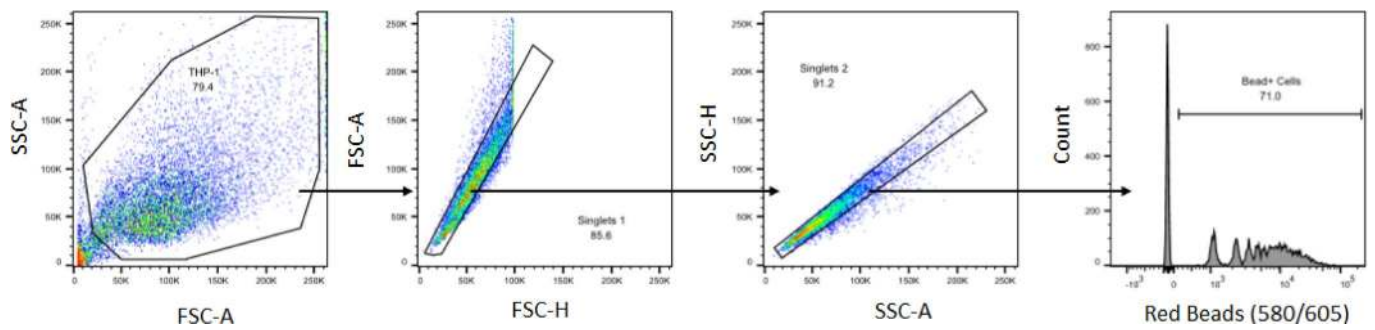 SSC-A
250K
200K
150K
100K
50K
0
THP-1
79.4
50K
100K
150K
200K
250K
FSC-A
FSC-A
250K
200K
150K
100K
50K
0
Singlets 1
85.6
50K
100K
150K
200K
250K
FSC-H
SSC-H
250K
200K
150K
100K
50K
0
Singlets 2
91.2
50K
100K
150K
200K
250K
SSC-A
Count
800
600
400
200
0
Bead+ Cells
71.0
-10³
0
10³
10⁴
10⁵
Red Beads (580/605)